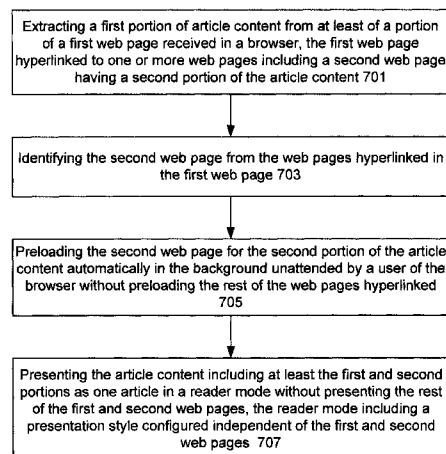 Extracting a first portion of article content from at least of a portion
of a first web page received in a browser, the first web page
hyperlinked to one or more web pages including a second web page
having a second portion of the article content 701
Identifying the second web page from the web pages hyperlinked in
the first web page 703
Preloading the second web page for the second portion of the article
content automatically in the background unattended by a user of the
browser without preloading the rest of the web pages hyperlinked
705
Presenting the article content including at least the first and second
portions as one article in a reader mode without presenting the rest
of the first and second web pages, the reader mode including a
presentation style configured independent of the first and second
web pages 707